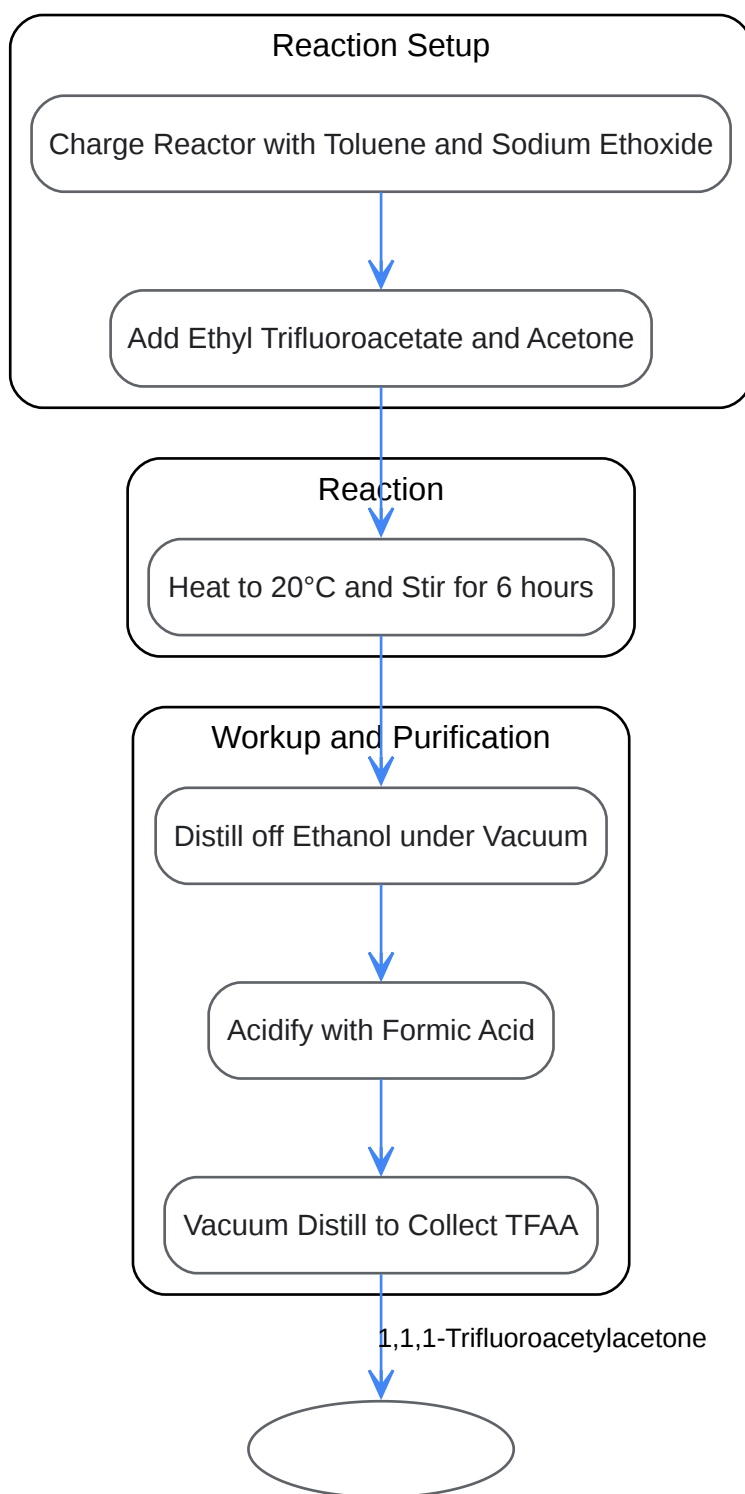 Reaction Setup
Charge Reactor with Toluene and Sodium Ethoxide
Add Ethyl Trifluoroacetate and Acetone
Reaction
Heat to 20°C and Stir for 6 hours
Workup and Purification
Distill off Ethanol under Vacuum
Acidify with Formic Acid
Vacuum Distill to Collect TFAA
1,1,1-Trifluoroacetylacetone